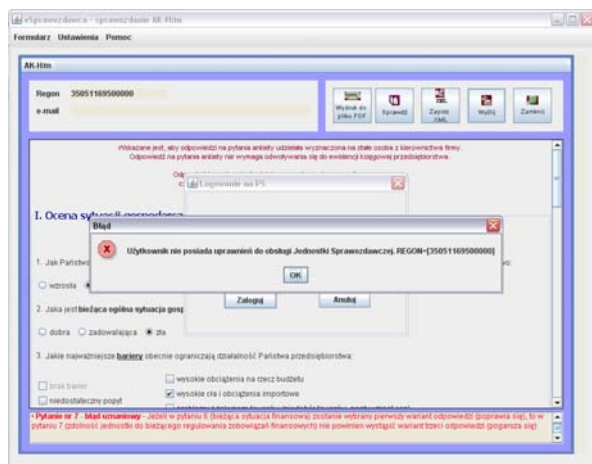 eSprawozdawca - sprawozdanie AK-H/m
Formularz Ustawienia Pomoc
AK-H/m
Regon 35051169500000
e-mail
Wydruk do pliku PDF
Sprawdź
Zapisz XML
Wyślij
Zamknij
Wskazane jest, aby odpowiedzi na pytania ankiety udzielała wyznaczona na stałe osoba z kierownictwa firmy.
Odpowiedź na pytania ankiety nie wymaga odwoływania się do ewidencji księgowej przedsiębiorstwa.
Logowanie na PS
I. Ocena sytuacji gospodarcz
Błąd
Użytkownik nie posiada uprawnień do obsługi Jednostki Sprawozdawczej. REGON=[35051169500000]
OK
1. Jak Państwa
wzrosła
Zaloguj Anuluj
2. Jaka jest bieżąca ogólna sytuacja gosp
dobra zadowalająca zła
3. Jakie najważniejsze bariery obecnie ograniczają działalność Państwa przedsiębiorstwa:
brak barier
wysokie obciążenia na rzecz budżetu
niedostateczny popyt
wysokie cła i obciążenia importowe
- Pytanie nr 7 - błąd uznaniowy - Jeżeli w pytaniu 6 (bieżąca sytuacja finansowa) zostanie wybrany pierwszy wariant odpowiedzi (poprawia się), to w
pytaniu 7 (zdolność jednostki do bieżącego regulowania zobowiązań finansowych) nie powinien wystąpić wariant trzeci odpowiedzi (pogarsza się)